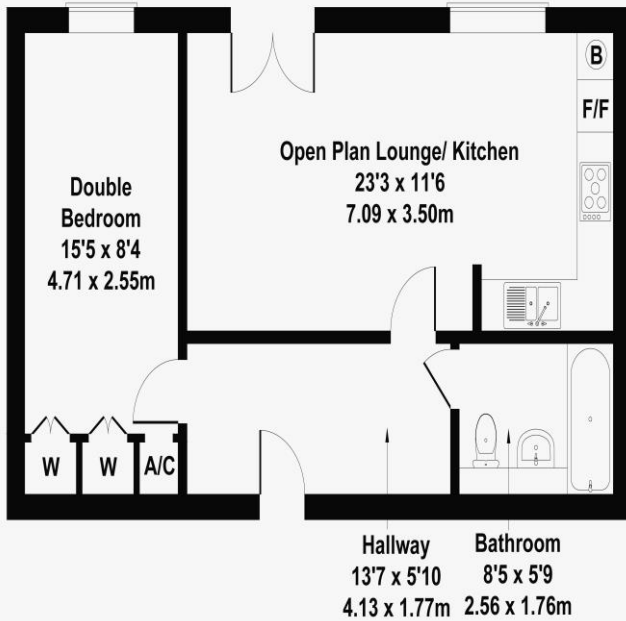 B
F/F
Open Plan Lounge/ Kitchen
23'3 x 11'6
7.09 x 3.50m
Double
Bedroom
15'5 x 8'4
4.71 x 2.55m
W
W
A/C
Hallway
13'7 x 5'10
4.13 x 1.77m
Bathroom
8'5 x 5'9
2.56 x 1.76m